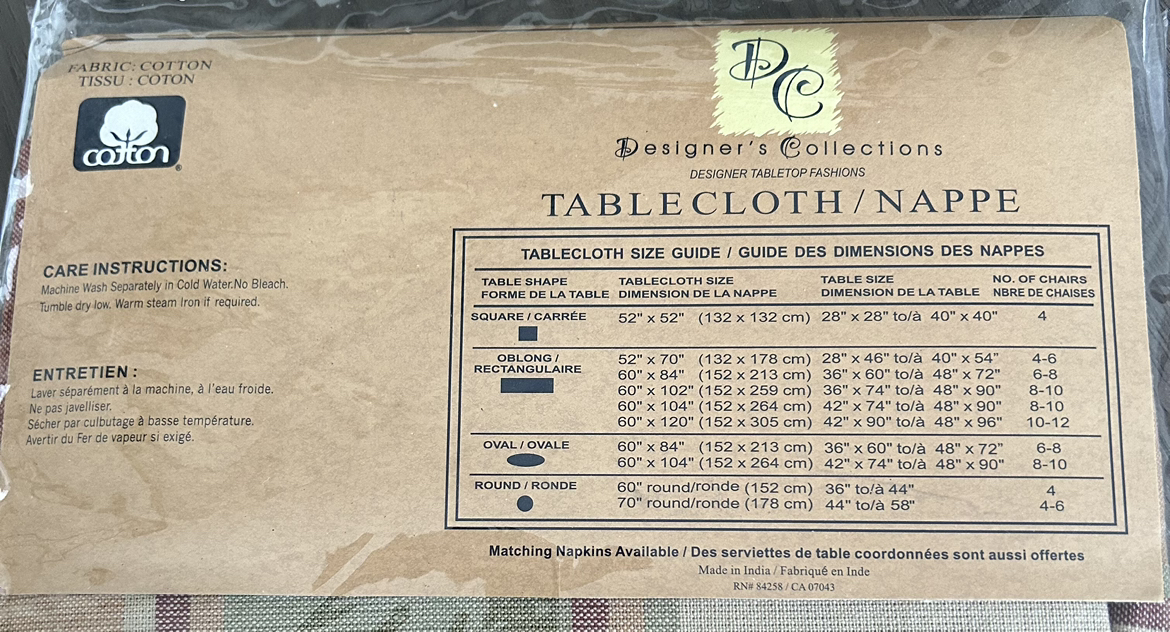 FABRIC: COTTON
TISSU : COTON
cotton®
CARE INSTRUCTIONS:
Machine Wash Separately in Cold Water.No Bleach.
Tumble dry low. Warm steam Iron if required.
ENTRETIEN :
Laver séparément à la machine, à l'eau froide.
Ne pas javelliser.
Sécher par culbutage à basse température.
Avertir du Fer de vapeur si exigé.
DC
Designer's Collections
DESIGNER TABLETOP FASHIONS
TABLECLOTH / NAPPE
TABLECLOTH SIZE GUIDE / GUIDE DES DIMENSIONS DES NAPPES
TABLE SHAPE TABLECLOTH SIZE TABLE SIZE NO. OF CHAIRS
FORME DE LA TABLE DIMENSION DE LA NAPPE DIMENSION DE LA TABLE NBRE DE CHAISES
SQUARE / CARRÉE 52" x 52" (132 x 132 cm) 28" x 28" to/à 40" x 40" 4
OBLONG / 52" x 70" (132 x 178 cm) 28" x 46" to/à 40" x 54" 4-6
RECTANGULAIRE 60" x 84" (152 x 213 cm) 36" x 60" to/à 48" x 72" 6-8
60" x 102" (152 x 259 cm) 36" x 74" to/à 48" x 90" 8-10
60" x 104" (152 x 264 cm) 42" x 74" to/à 48" x 90" 8-10
60" x 120" (152 x 305 cm) 42" x 90" to/à 48" x 96" 10-12
OVAL / OVALE 60" x 84" (152 x 213 cm) 36" x 60" to/à 48" x 72" 6-8
60" x 104" (152 x 264 cm) 42" x 74" to/à 48" x 90" 8-10
ROUND / RONDE 60" round/ronde (152 cm) 36" to/à 44" 4
70" round/ronde (178 cm) 44" to/à 58" 4-6
Matching Napkins Available / Des serviettes de table coordonnées sont aussi offertes
Made in India / Fabriqué en Inde
RN# 84258 / CA 07043